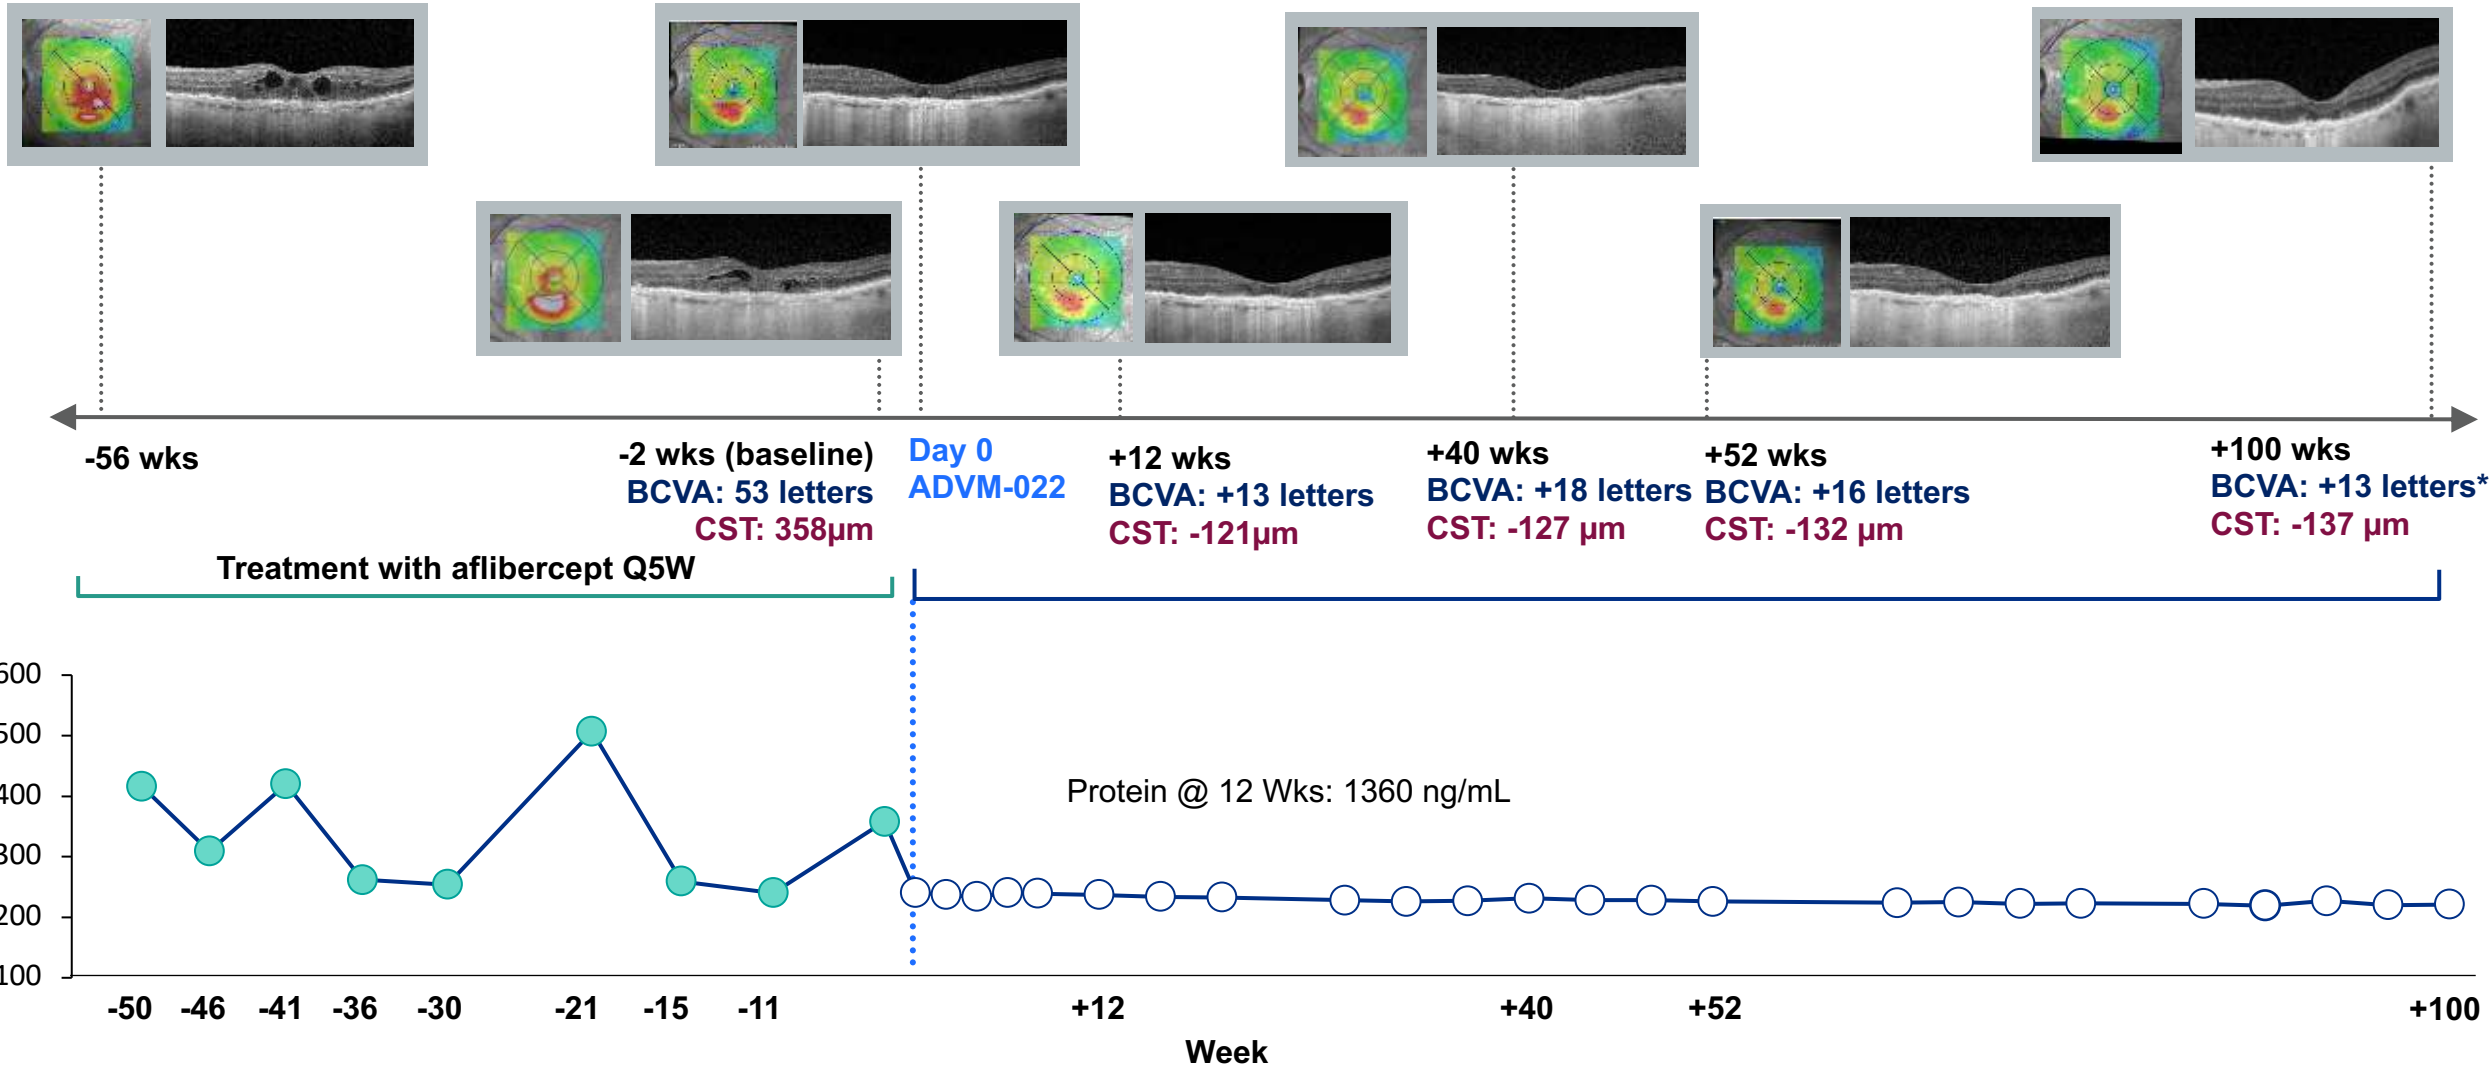 -56 wks
-2 wks (baseline)
BCVA: 53 letters
CST: 358µm
Day 0
ADVM-022
+12 wks
BCVA: +13 letters
CST: -121µm
+40 wks
BCVA: +18 letters
CST: -127 µm
+52 wks
BCVA: +16 letters
CST: -132 µm
+100 wks
BCVA: +13 letters*
CST: -137 µm
Treatment with aflibercept Q5W
600
500
400
300
200
100
Protein @ 12 Wks: 1360 ng/mL
-50 -46 -41 -36 -30 -21 -15 -11 +12 +40 +52 +100
Week